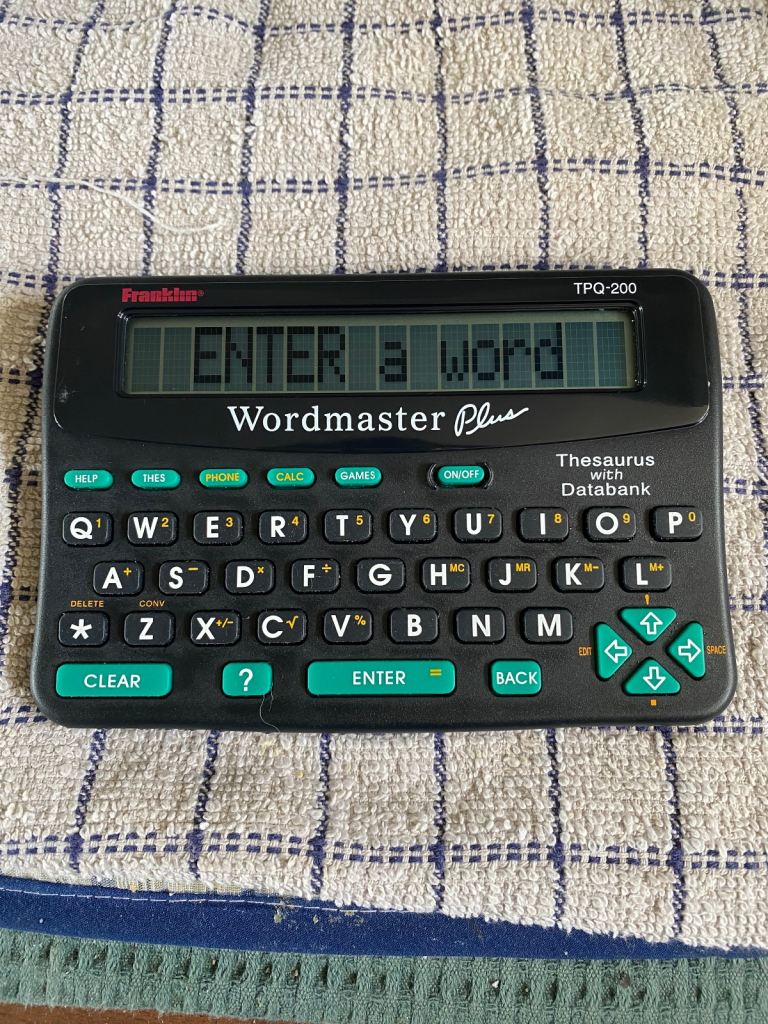 Franklin® TPQ-200
ENTER a word
Wordmaster Plus
Thesaurus
with
Databank
HELP THES PHONE CALC GAMES ON/OFF
Q1 W2 E3 R4 T5 Y6 U7 I8 O9 P0
A+ S− D× F÷ G HMC JMR KM− LM+
DELETE CONV
* Z X+/− C√ V% B N M
EDIT SPACE
CLEAR ? ENTER = BACK